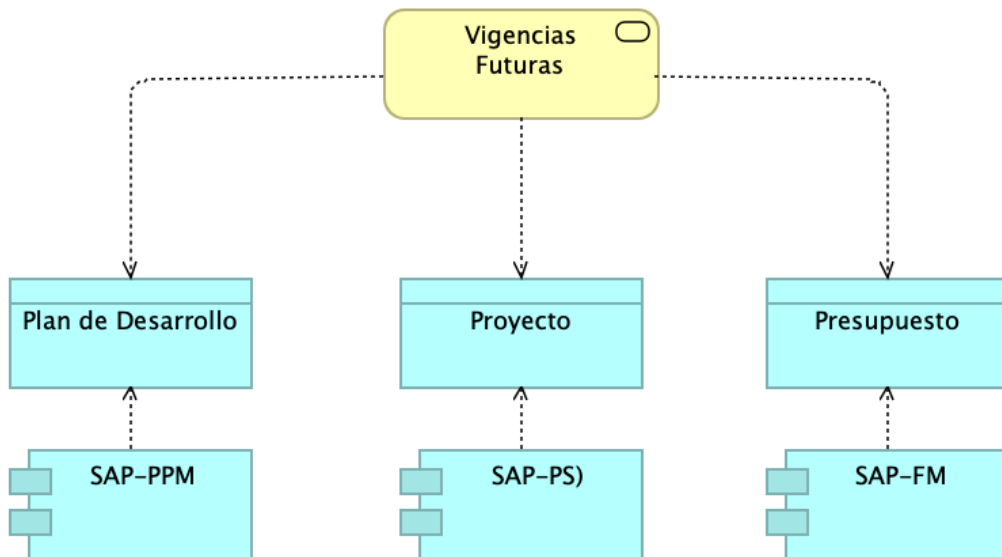 Vigencias
Futuras
Plan de Desarrollo
Proyecto
Presupuesto
SAP-PPM
SAP-PS)
SAP-FM